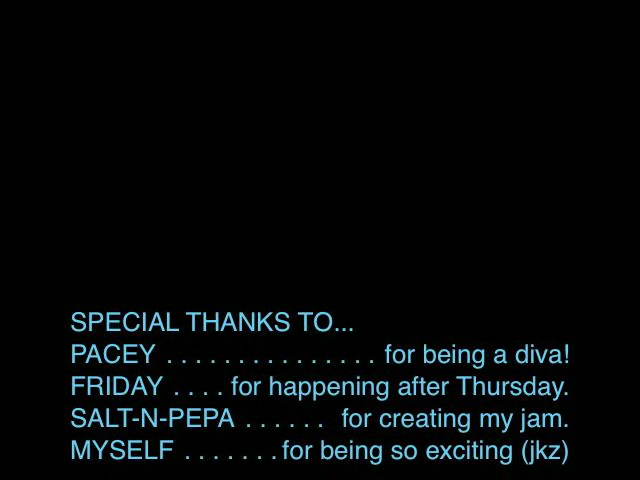 SPECIAL THANKS TO...
PACEY . . . . . . . . . . . . . . . for being a diva!
FRIDAY . . . . for happening after Thursday.
SALT-N-PEPA . . . . . .  for creating my jam.
MYSELF . . . . . . . for being so exciting (jkz)